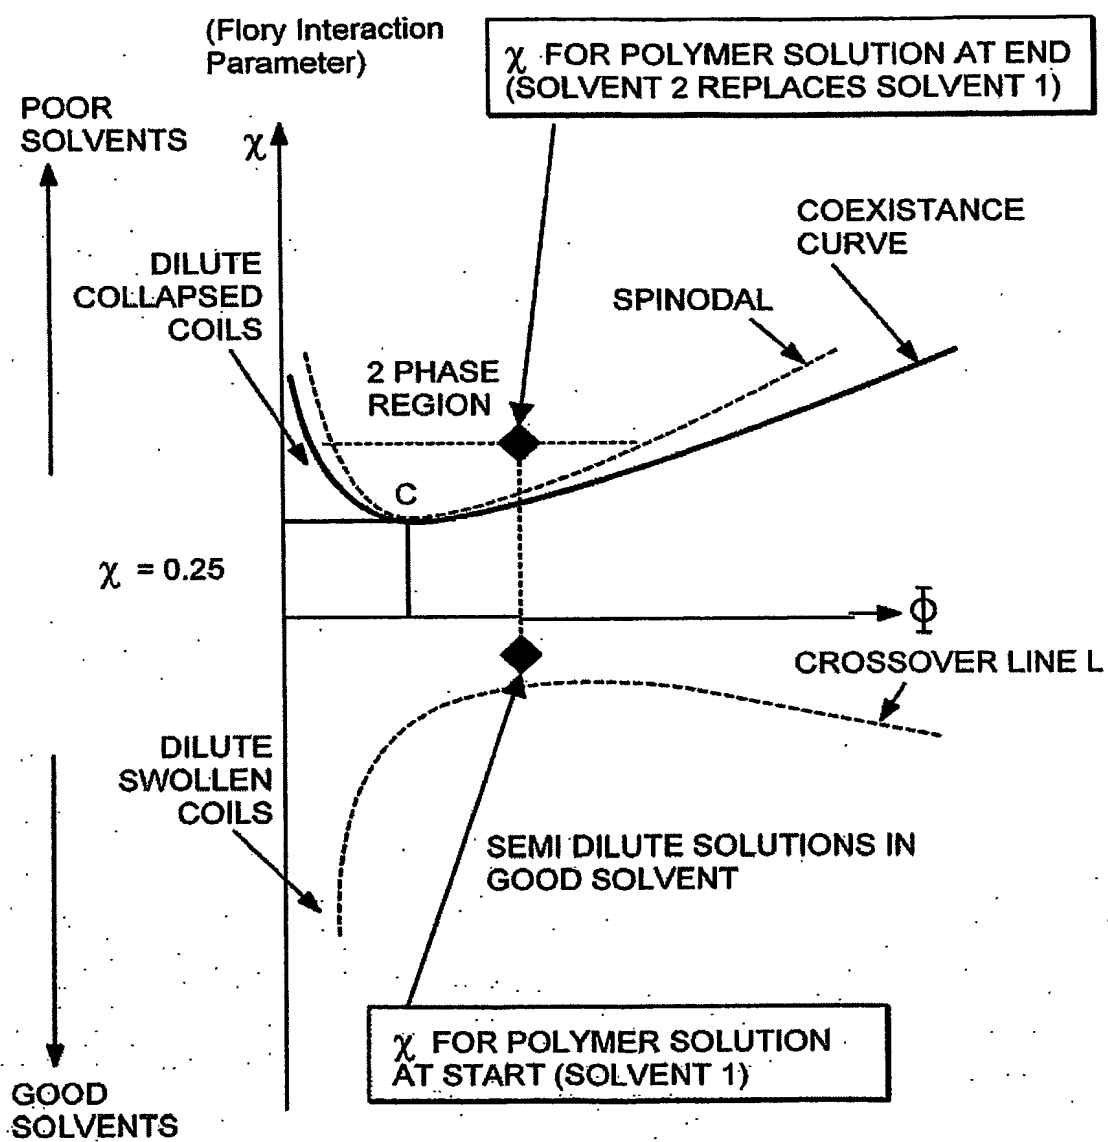 (Flory Interaction
Parameter)
χ FOR POLYMER SOLUTION AT END
(SOLVENT 2 REPLACES SOLVENT 1)
POOR
SOLVENTS
χ
COEXISTANCE
CURVE
DILUTE
COLLAPSED
COILS
SPINODAL
2 PHASE
REGION
C
χ = 0.25
Φ
CROSSOVER LINE L
DILUTE
SWOLLEN
COILS
SEMI DILUTE SOLUTIONS IN
GOOD SOLVENT
χ FOR POLYMER SOLUTION
AT START (SOLVENT 1)
GOOD
SOLVENTS